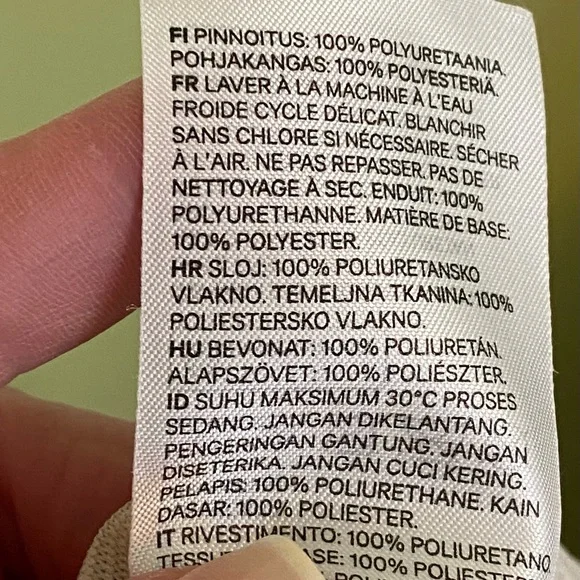 FI PINNOITUS: 100% POLYURETAANIA.
POHJAKANGAS: 100% POLYESTERIÄ.
FR LAVER À LA MACHINE À L'EAU
FROIDE CYCLE DÉLICAT. BLANCHIR
SANS CHLORE SI NÉCESSAIRE. SÉCHER
À L'AIR. NE PAS REPASSER. PAS DE
NETTOYAGE À SEC. ENDUIT: 100%
POLYURETHANNE. MATIÈRE DE BASE:
100% POLYESTER.
HR SLOJ: 100% POLIURETANSKO
VLAKNO. TEMELJNA TKANINA: 100%
POLIESTERSKO VLAKNO.
HU BEVONAT: 100% POLIURETÁN.
ALAPSZÖVET: 100% POLIÉSZTER.
ID SUHU MAKSIMUM 30°C PROSES
SEDANG. JANGAN DIKELANTANG.
PENGERINGAN GANTUNG. JANGAN
DISETERIKA. JANGAN CUCI KERING.
PELAPIS: 100% POLIURETHANE. KAIN
DASAR: 100% POLIESTER.
IT RIVESTIMENTO: 100% POLIURETANO
BASE: 100%